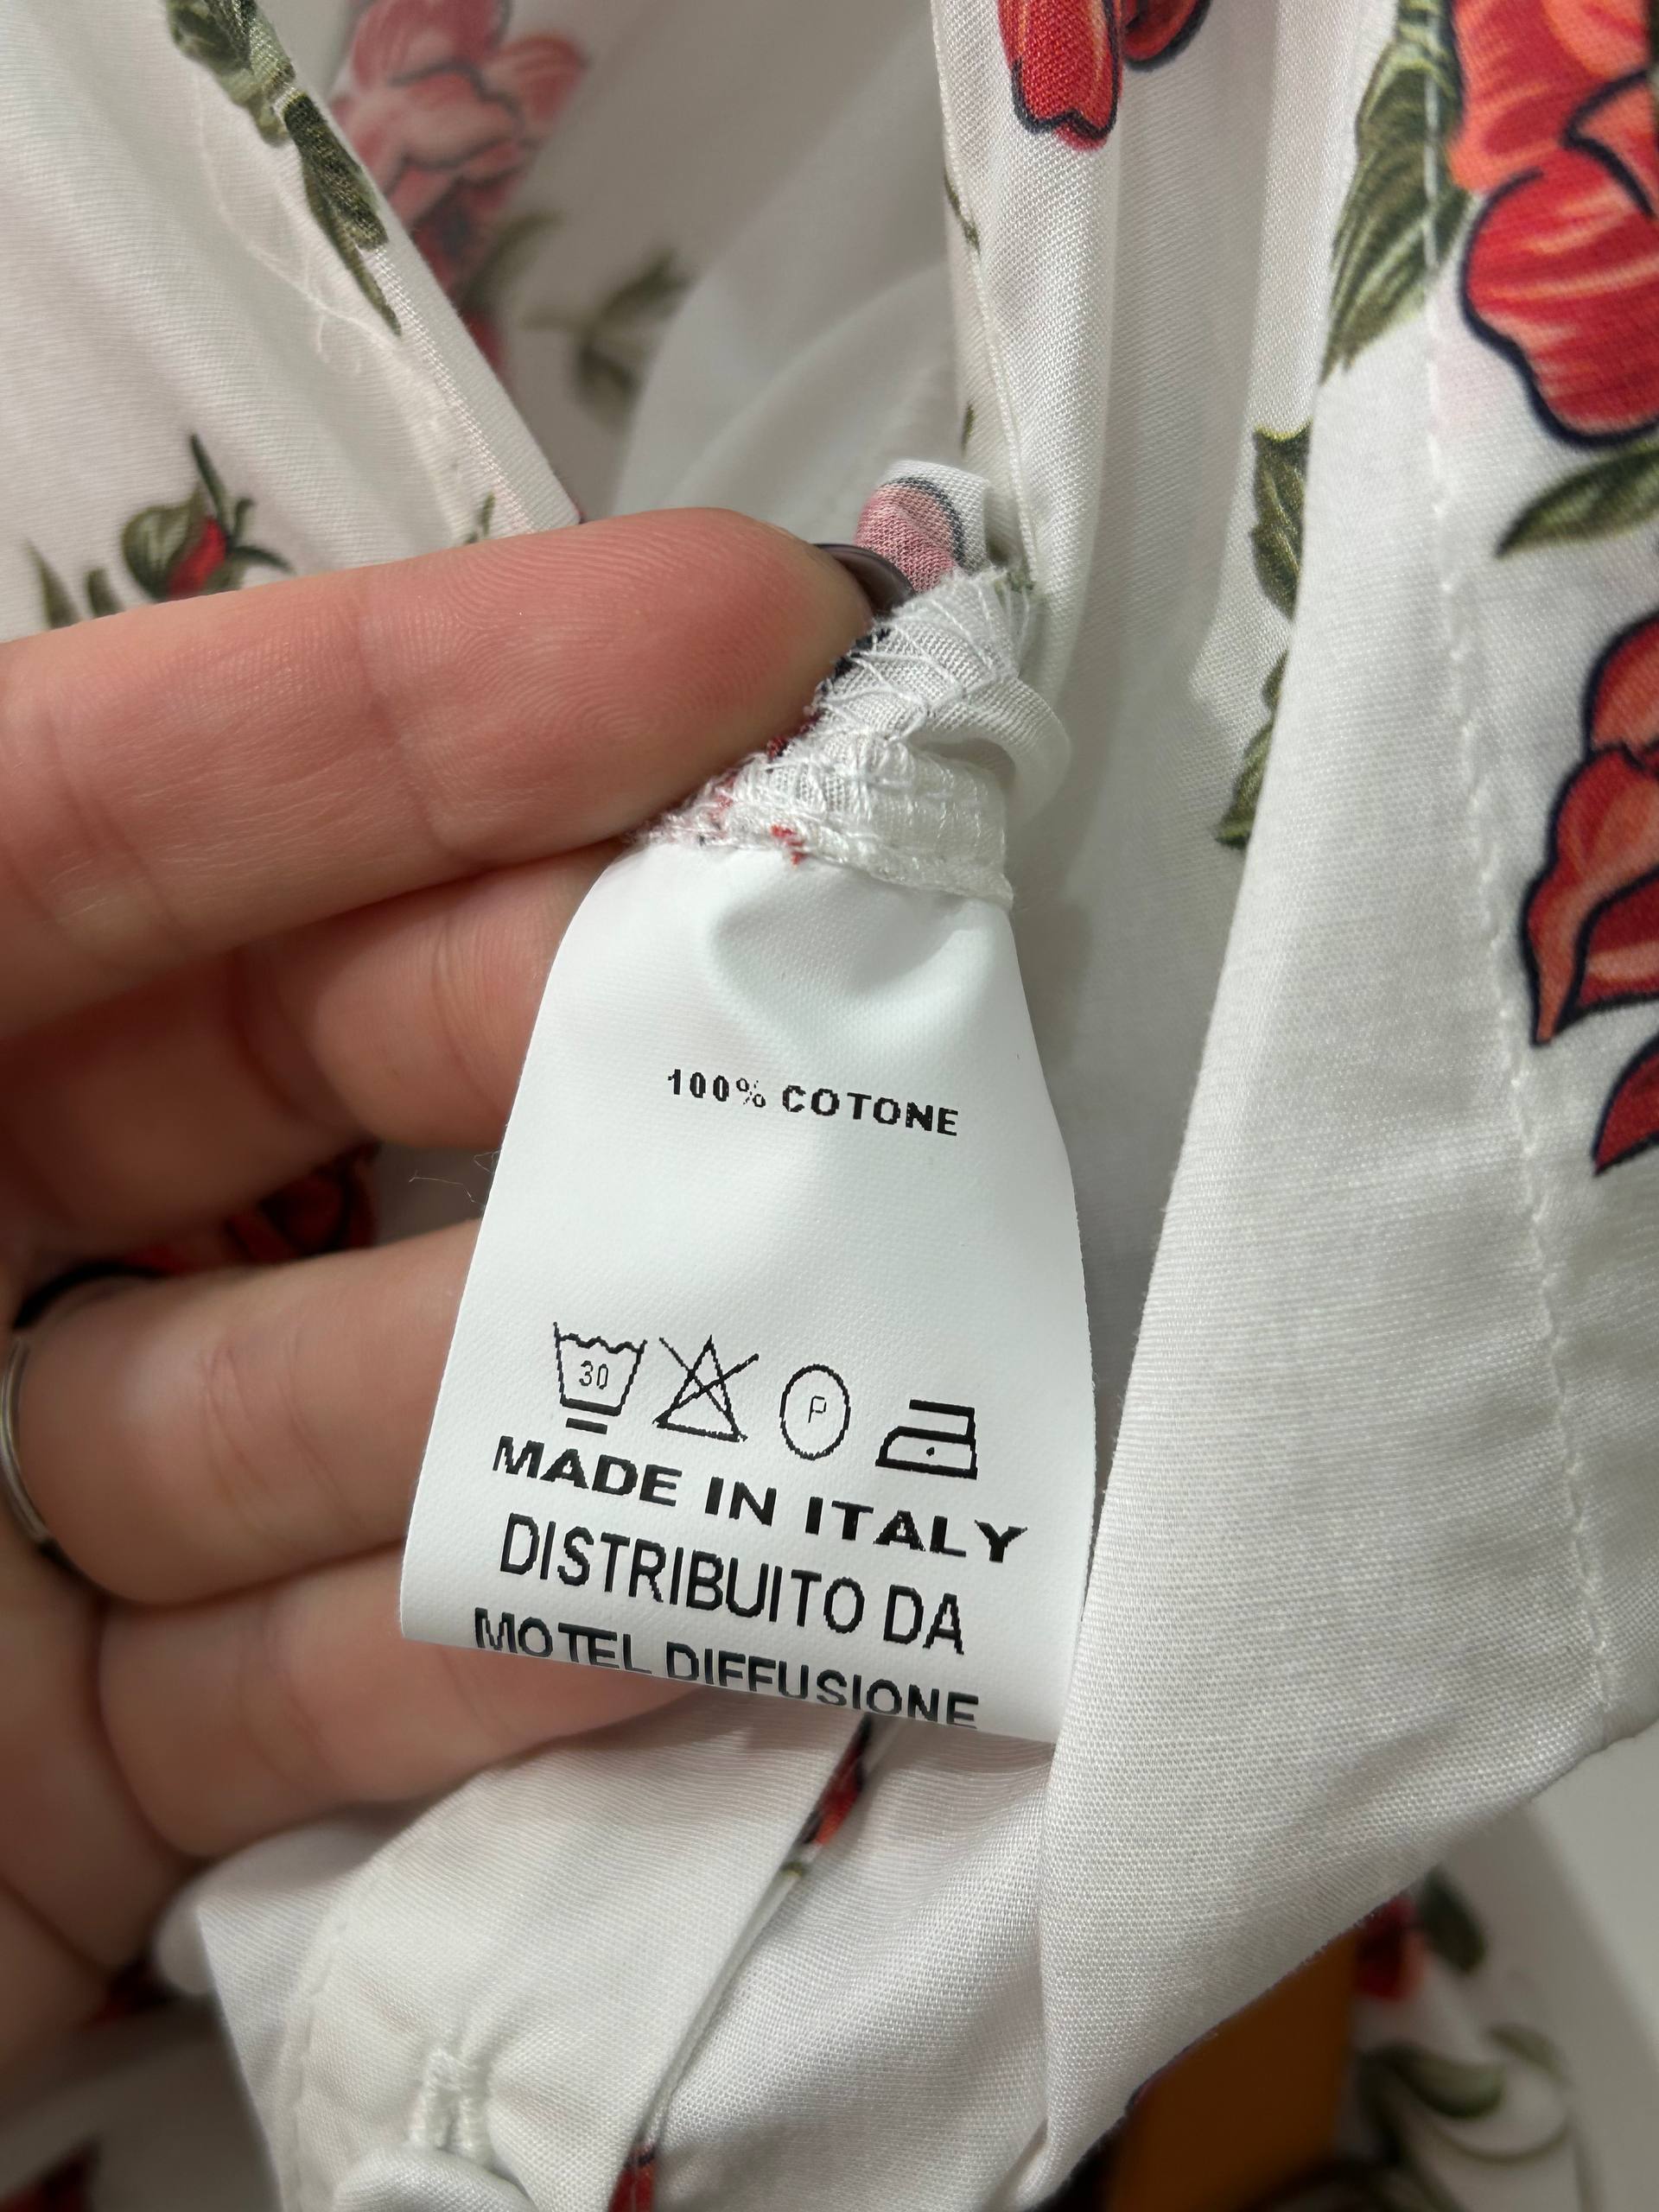 100% COTONE
30 P
MADE IN ITALY
DISTRIBUITO DA
MOTEL DIFFUSIONE